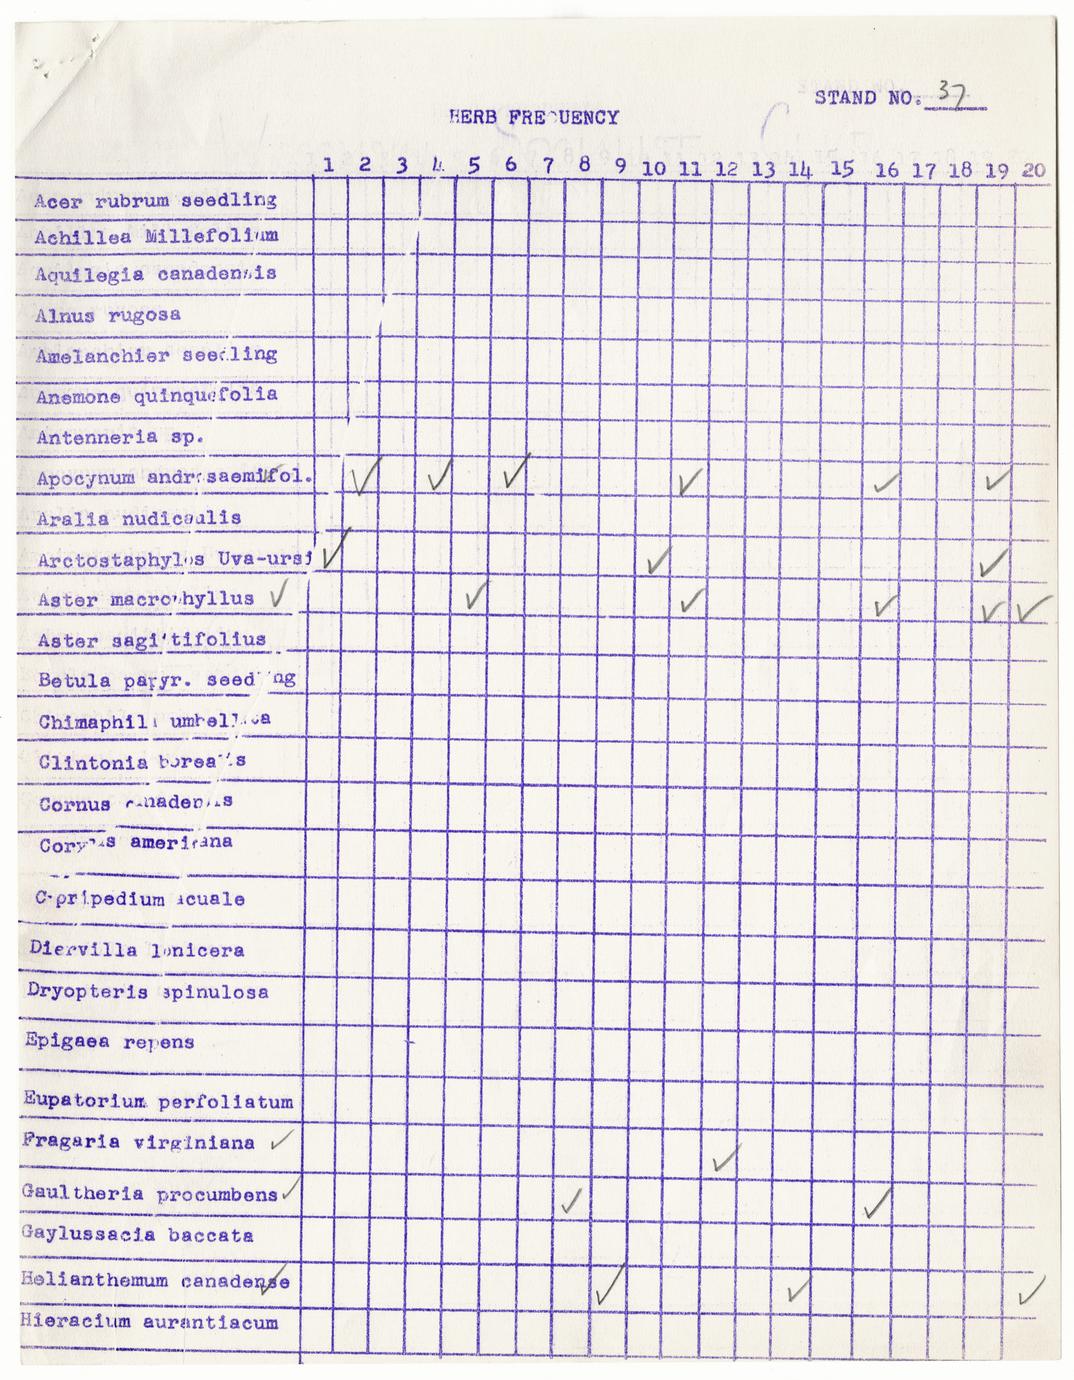 STAND NO. 37
HERB FREQUENCY
1 2 3 4 5 6 7 8 9 10 11 12 13 14 15 16 17 18 19 20
Acer rubrum seedling
Achillea Millefolium
Aquilegia canadensis
Alnus rugosa
Amelanchier seedling
Anemone quinquefolia
Antenneria sp.
Apocynum androsaemifol. ✓ ✓ ✓ ✓ ✓ ✓ ✓
Aralia nudicaulis
Arctostaphylos Uva-ursi ✓ ✓ ✓
Aster macrophyllus ✓ ✓ ✓ ✓ ✓ ✓
Aster sagittifolius
Betula papyr. seedling
Chimaphila umbellata
Clintonia borealis
Cornus canadensis
Corylus americana
Cypripedium acuale
Diervilla lonicera
Dryopteris spinulosa
Epigaea repens
Eupatorium perfoliatum
Fragaria virginiana ✓ ✓
Gaultheria procumbens ✓ ✓ ✓
Gaylussacia baccata
Helianthemum canadense ✓ ✓ ✓ ✓
Hieracium aurantiacum